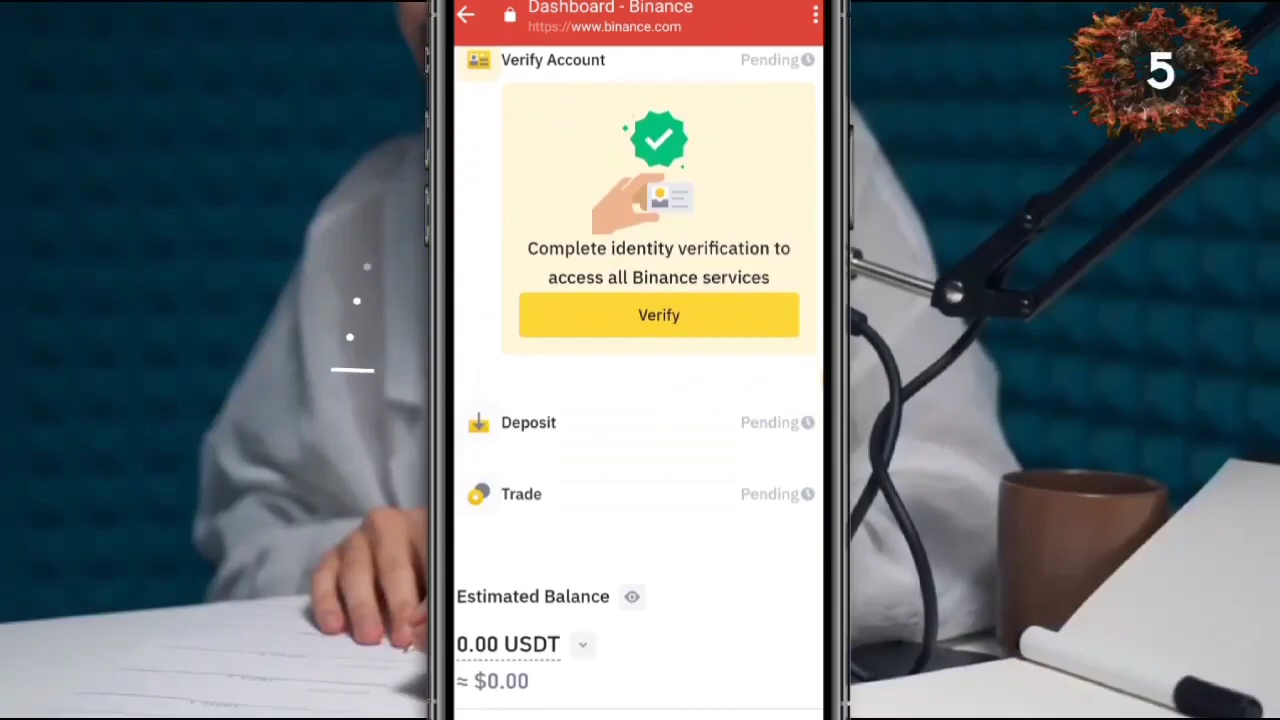 Dashboard - Binance
https://www.binance.com
5
Verify Account
Pending
Complete identity verification to
access all Binance services
Verify
Deposit
Pending
Trade
Pending
Estimated Balance
0.00 USDT
≈ $0.00